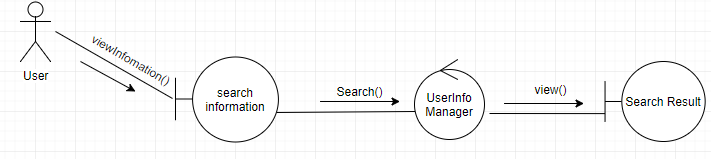 viewInfomation()
User
search
information
Search()
UserInfo
Manager
view()
Search Result